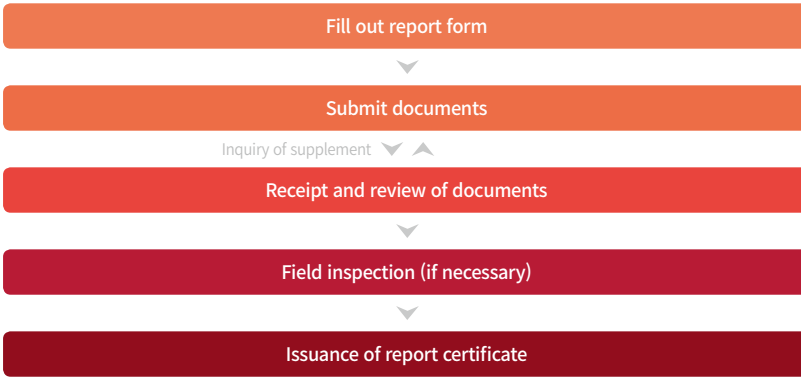 Fill out report form
Submit documents
Inquiry of supplement
Receipt and review of documents
Field inspection (if necessary)
Issuance of report certificate